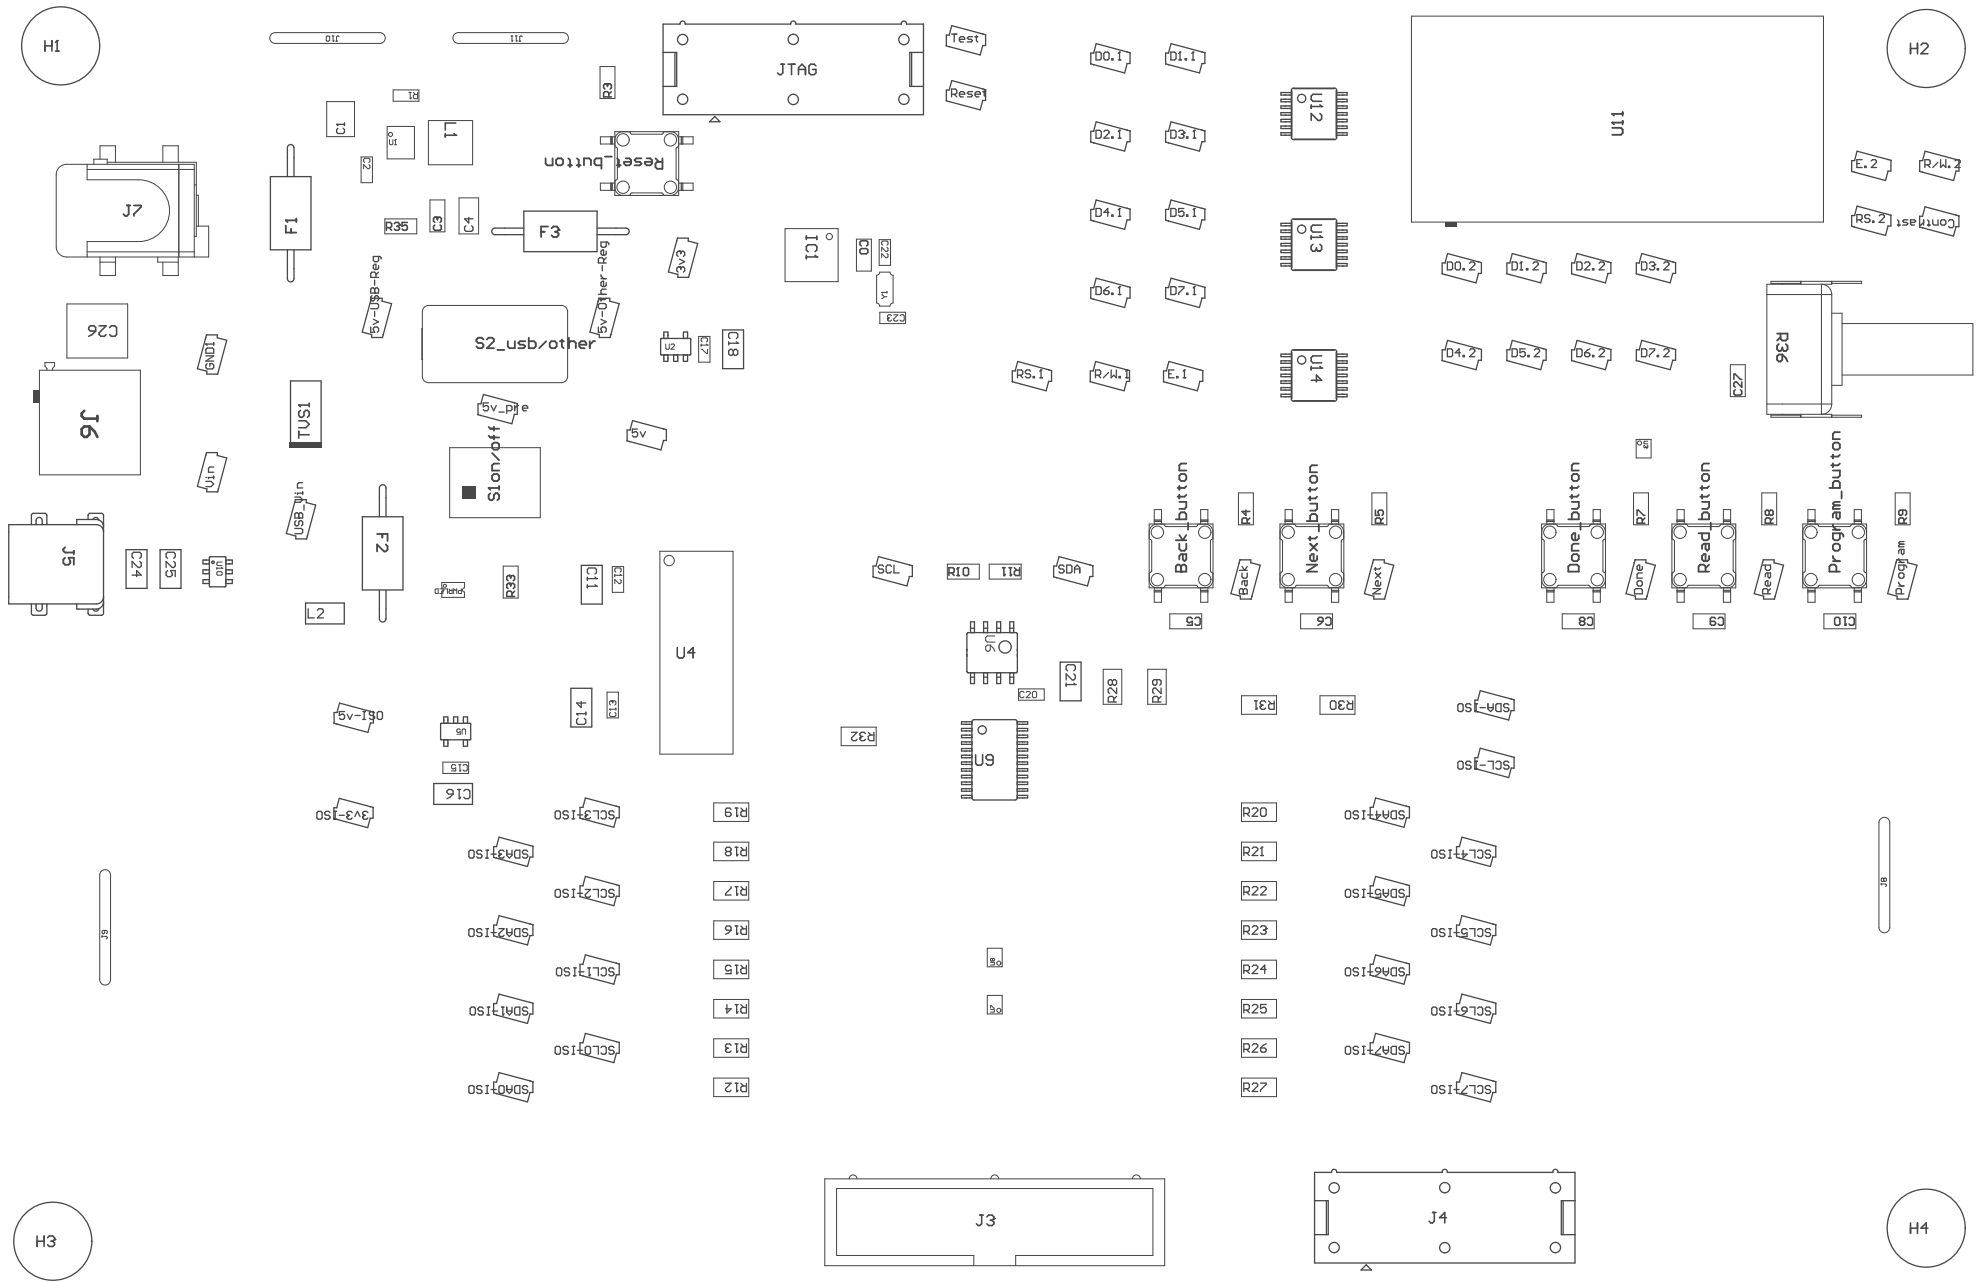 H1
J10
J11
JTAG
Test
Reset
D0.1
D1.1
U12
U11
H2
R1
R3
C1
U1
L1
C2
Reset_button
D2.1
D3.1
E.2
R/W.2
J7
F1
R35
C3
C4
F3
3v3
IC1
C0
C22
Y1
C23
D4.1
D5.1
U13
RS.2
Contrast
D0.2
D1.2
D2.2
D3.2
5v-USB-Reg
5v-Other-Reg
D6.1
D7.1
C26
GND1
S2_usb/other
U2
C17
C18
U14
D4.2
D5.2
D6.2
D7.2
R36
C27
RS.1
R/W.1
E.1
J6
TVS1
5v_pre
5v
Vin
USB_Vin
S1on/off
Back_button
R4
Next_button
R5
Done_button
R7
Read_button
R8
Program_button
R9
J5
C24
C25
U10
F2
PWRLED
R33
C11
C12
SCL
R10
R11
SDA
Back
Next
Done
Read
Program
L2
C5
C6
C8
C9
C10
U4
U6
C20
C21
R28
R29
R31
R30
SDA-ISO
5v-ISO
U5
C14
C13
R32
U9
SCL-ISO
C15
C16
3v3-ISO
SCL3-ISO
R19
R20
SDA4-ISO
SDA3-ISO
R18
R21
SCL4-ISO
SCL2-ISO
R17
R22
SDA5-ISO
J8
SDA2-ISO
R16
R23
SCL5-ISO
J9
SCL1-ISO
R15
U8
R24
SDA6-ISO
SDA1-ISO
R14
U7
R25
SCL6-ISO
SCL0-ISO
R13
R26
SDA7-ISO
SDA0-ISO
R12
R27
SCL7-ISO
H3
J3
J4
H4